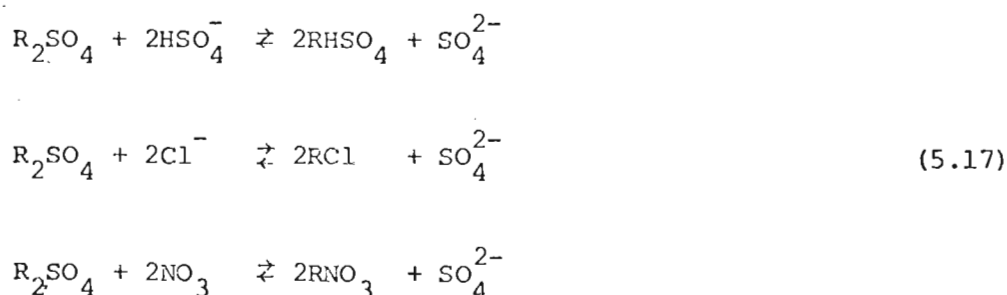 R₂SO₄ + 2HSO₄⁻ ⇄ 2RHSO₄ + SO₄²⁻
R₂SO₄ + 2Cl⁻ ⇄ 2RCl + SO₄²⁻ (5.17)
R₂SO₄ + 2NO₃ ⇄ 2RNO₃ + SO₄²⁻